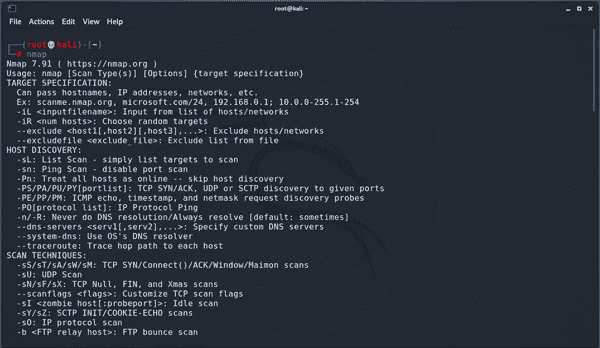 root@kali:~
File Actions Edit View Help
┌──(root💀kali)-[~]
└─# nmap
Nmap 7.91 ( https://nmap.org )
Usage: nmap [Scan Type(s)] [Options] {target specification}
TARGET SPECIFICATION:
  Can pass hostnames, IP addresses, networks, etc.
  Ex: scanme.nmap.org, microsoft.com/24, 192.168.0.1; 10.0.0-255.1-254
  -iL <inputfilename>: Input from list of hosts/networks
  -iR <num hosts>: Choose random targets
  --exclude <host1[,host2][,host3],...>: Exclude hosts/networks
  --excludefile <exclude_file>: Exclude list from file
HOST DISCOVERY:
  -sL: List Scan - simply list targets to scan
  -sn: Ping Scan - disable port scan
  -Pn: Treat all hosts as online -- skip host discovery
  -PS/PA/PU/PY[portlist]: TCP SYN/ACK, UDP or SCTP discovery to given ports
  -PE/PP/PM: ICMP echo, timestamp, and netmask request discovery probes
  -PO[protocol list]: IP Protocol Ping
  -n/-R: Never do DNS resolution/Always resolve [default: sometimes]
  --dns-servers <serv1[,serv2],...>: Specify custom DNS servers
  --system-dns: Use OS's DNS resolver
  --traceroute: Trace hop path to each host
SCAN TECHNIQUES:
  -sS/sT/sA/sW/sM: TCP SYN/Connect()/ACK/Window/Maimon scans
  -sU: UDP Scan
  -sN/sF/sX: TCP Null, FIN, and Xmas scans
  --scanflags <flags>: Customize TCP scan flags
  -sI <zombie host[:probeport]>: Idle scan
  -sY/sZ: SCTP INIT/COOKIE-ECHO scans
  -sO: IP protocol scan
  -b <FTP relay host>: FTP bounce scan